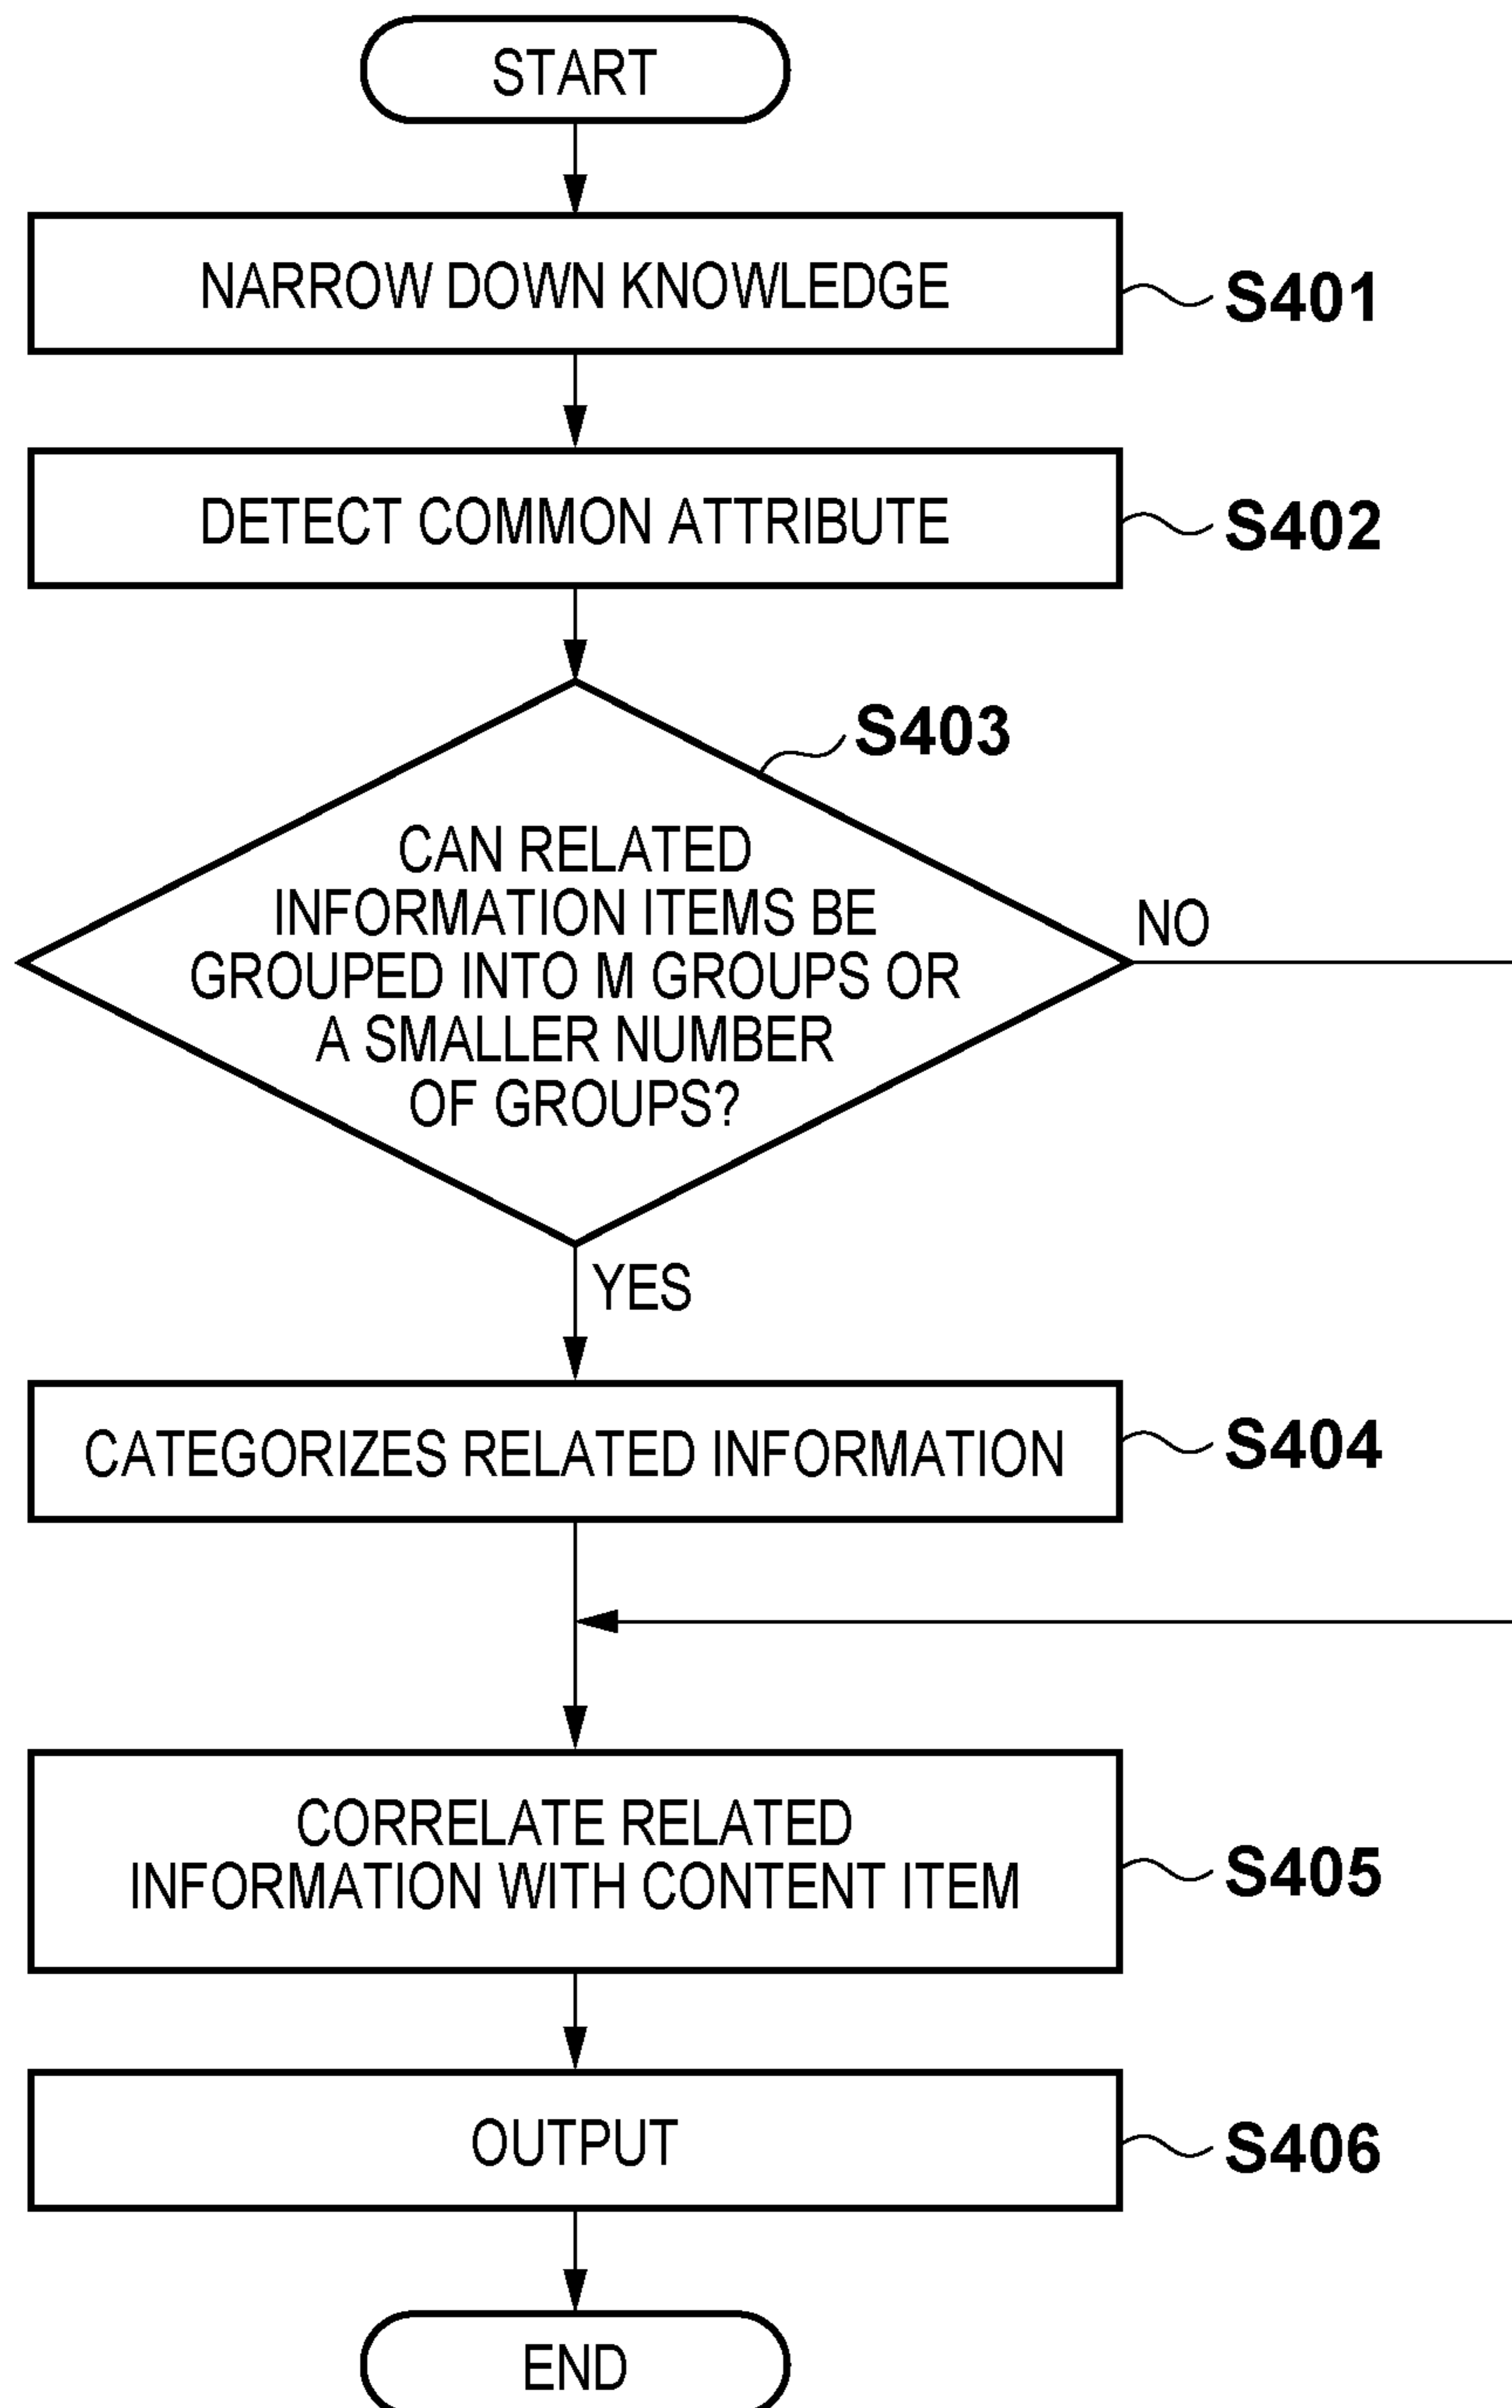 START
NARROW DOWN KNOWLEDGE
S401
DETECT COMMON ATTRIBUTE
S402
S403
CAN RELATED
INFORMATION ITEMS BE
GROUPED INTO M GROUPS OR
A SMALLER NUMBER
OF GROUPS?
NO
YES
CATEGORIZES RELATED INFORMATION
S404
CORRELATE RELATED
INFORMATION WITH CONTENT ITEM
S405
OUTPUT
S406
END